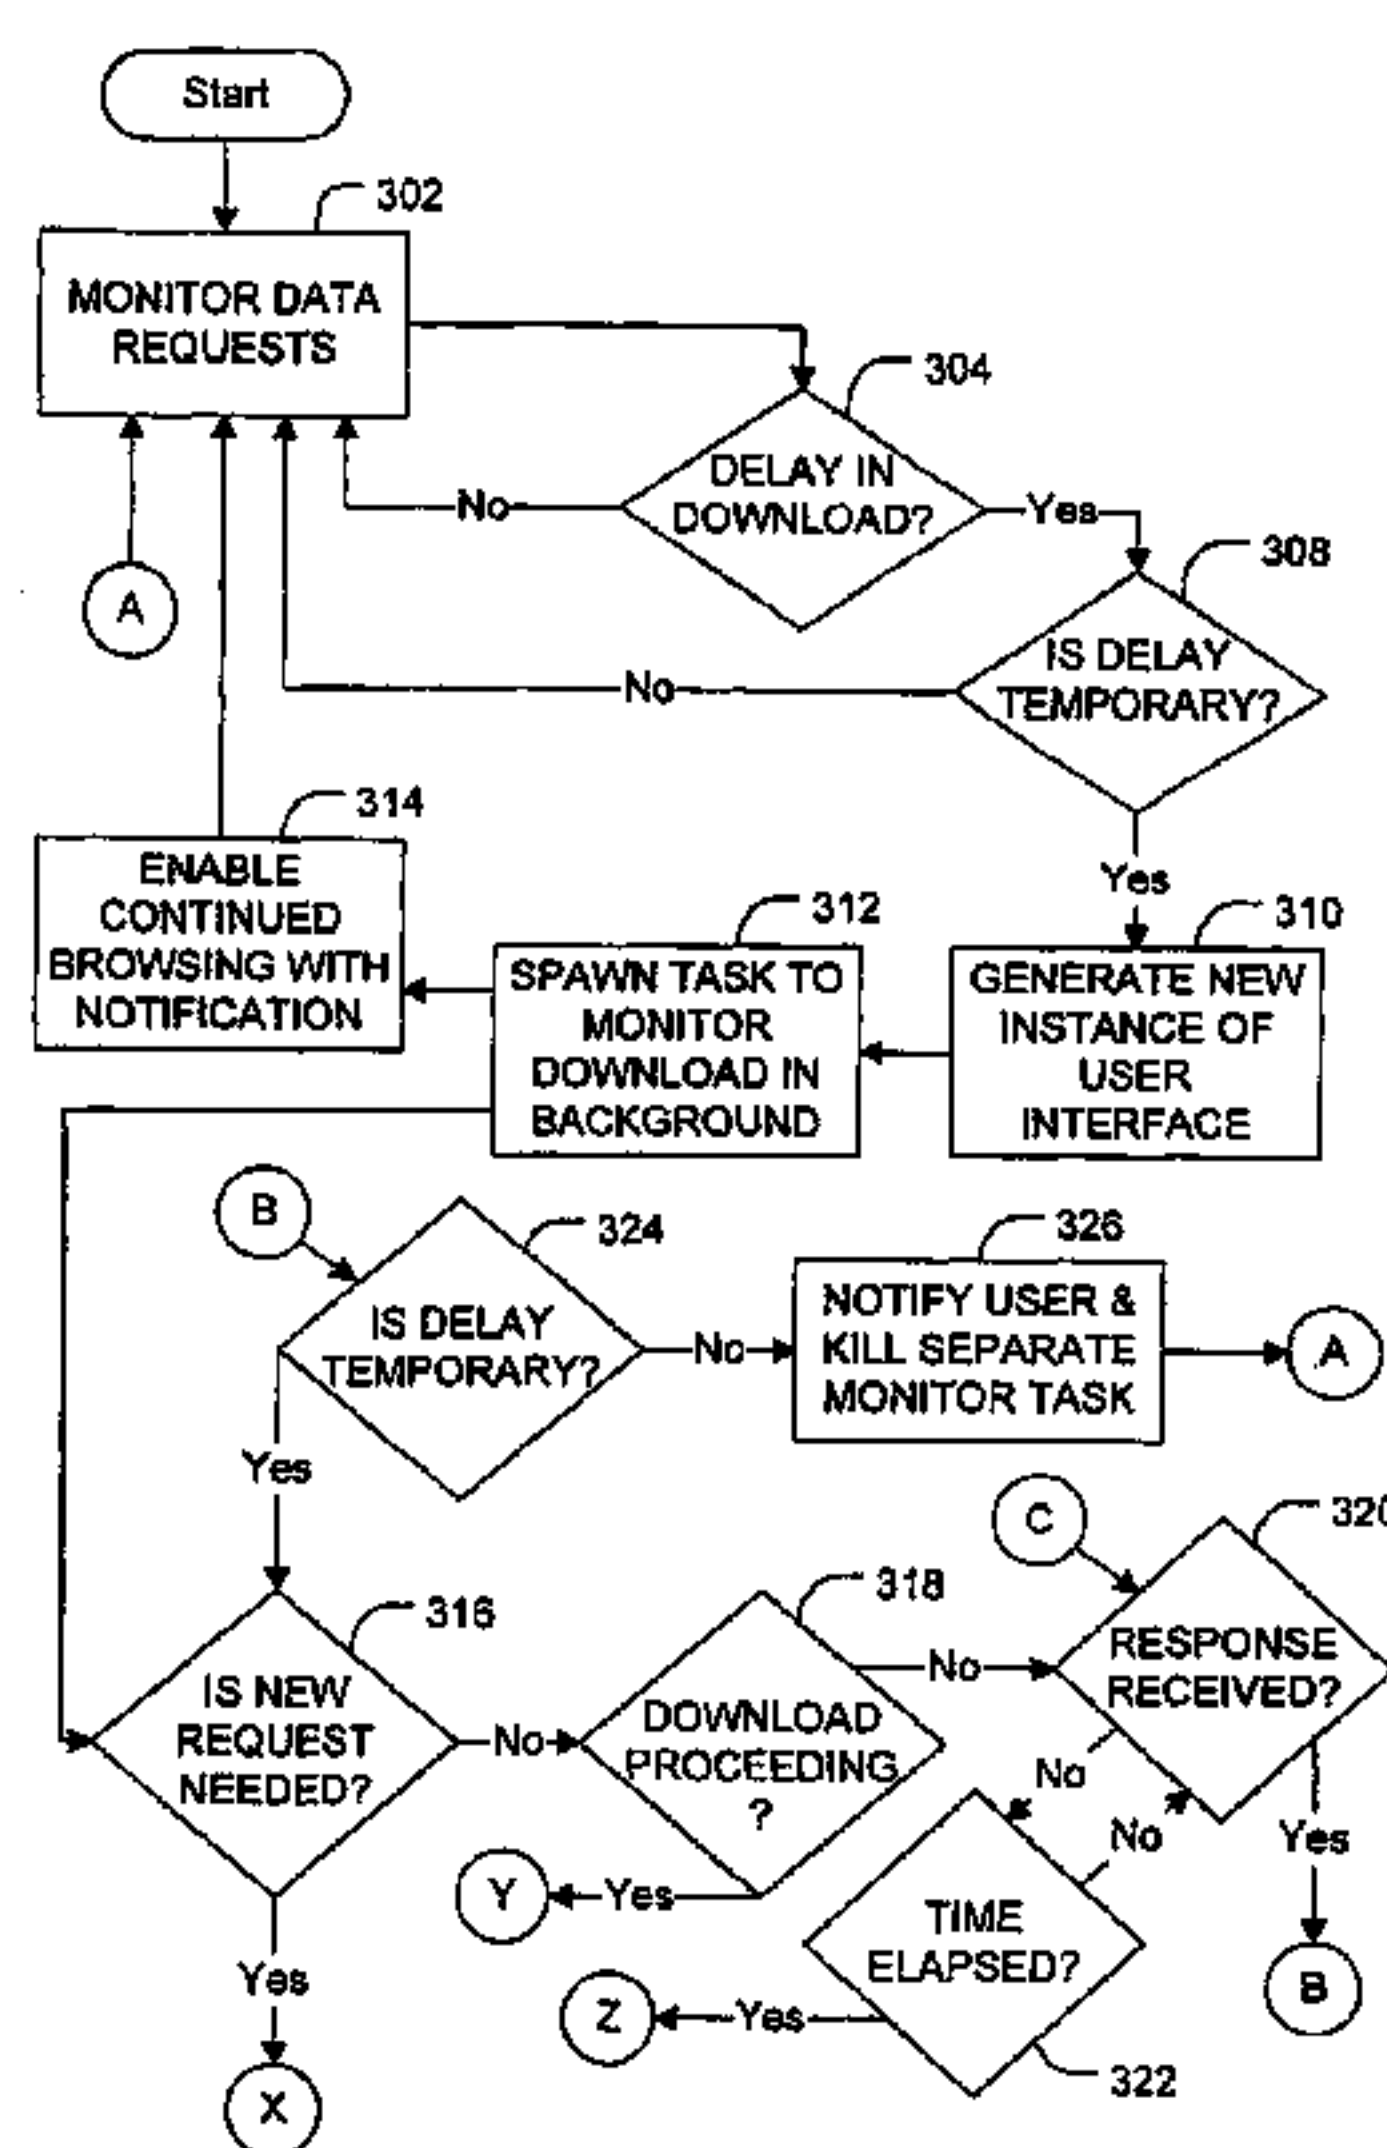 Start
302
MONITOR DATA
REQUESTS
304
DELAY IN
DOWNLOAD?
No
Yes
308
A
IS DELAY
TEMPORARY?
No
Yes
314
ENABLE
CONTINUED
BROWSING WITH
NOTIFICATION
312
SPAWN TASK TO
MONITOR
DOWNLOAD IN
BACKGROUND
310
GENERATE NEW
INSTANCE OF
USER
INTERFACE
B
324
IS DELAY
TEMPORARY?
No
326
NOTIFY USER &
KILL SEPARATE
MONITOR TASK
A
Yes
C
320
316
IS NEW
REQUEST
NEEDED?
No
318
DOWNLOAD
PROCEEDING
?
No
RESPONSE
RECEIVED?
No
No
Yes
Y
Yes
TIME
ELAPSED?
B
Yes
Z
Yes
322
X